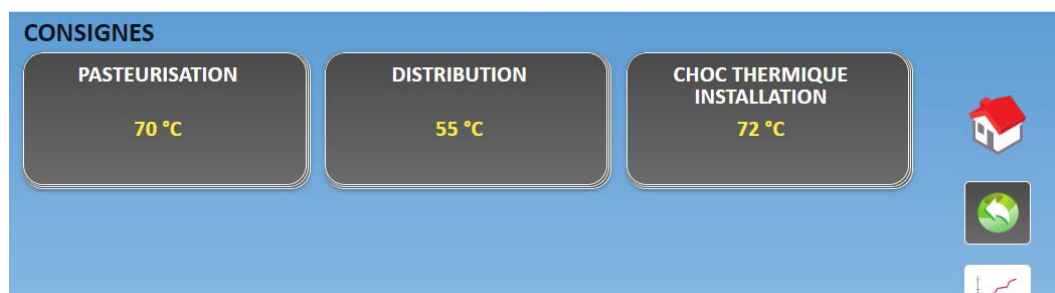 CONSIGNES
PASTEURISATION
70 °C
DISTRIBUTION
55 °C
CHOC THERMIQUE
INSTALLATION
72 °C